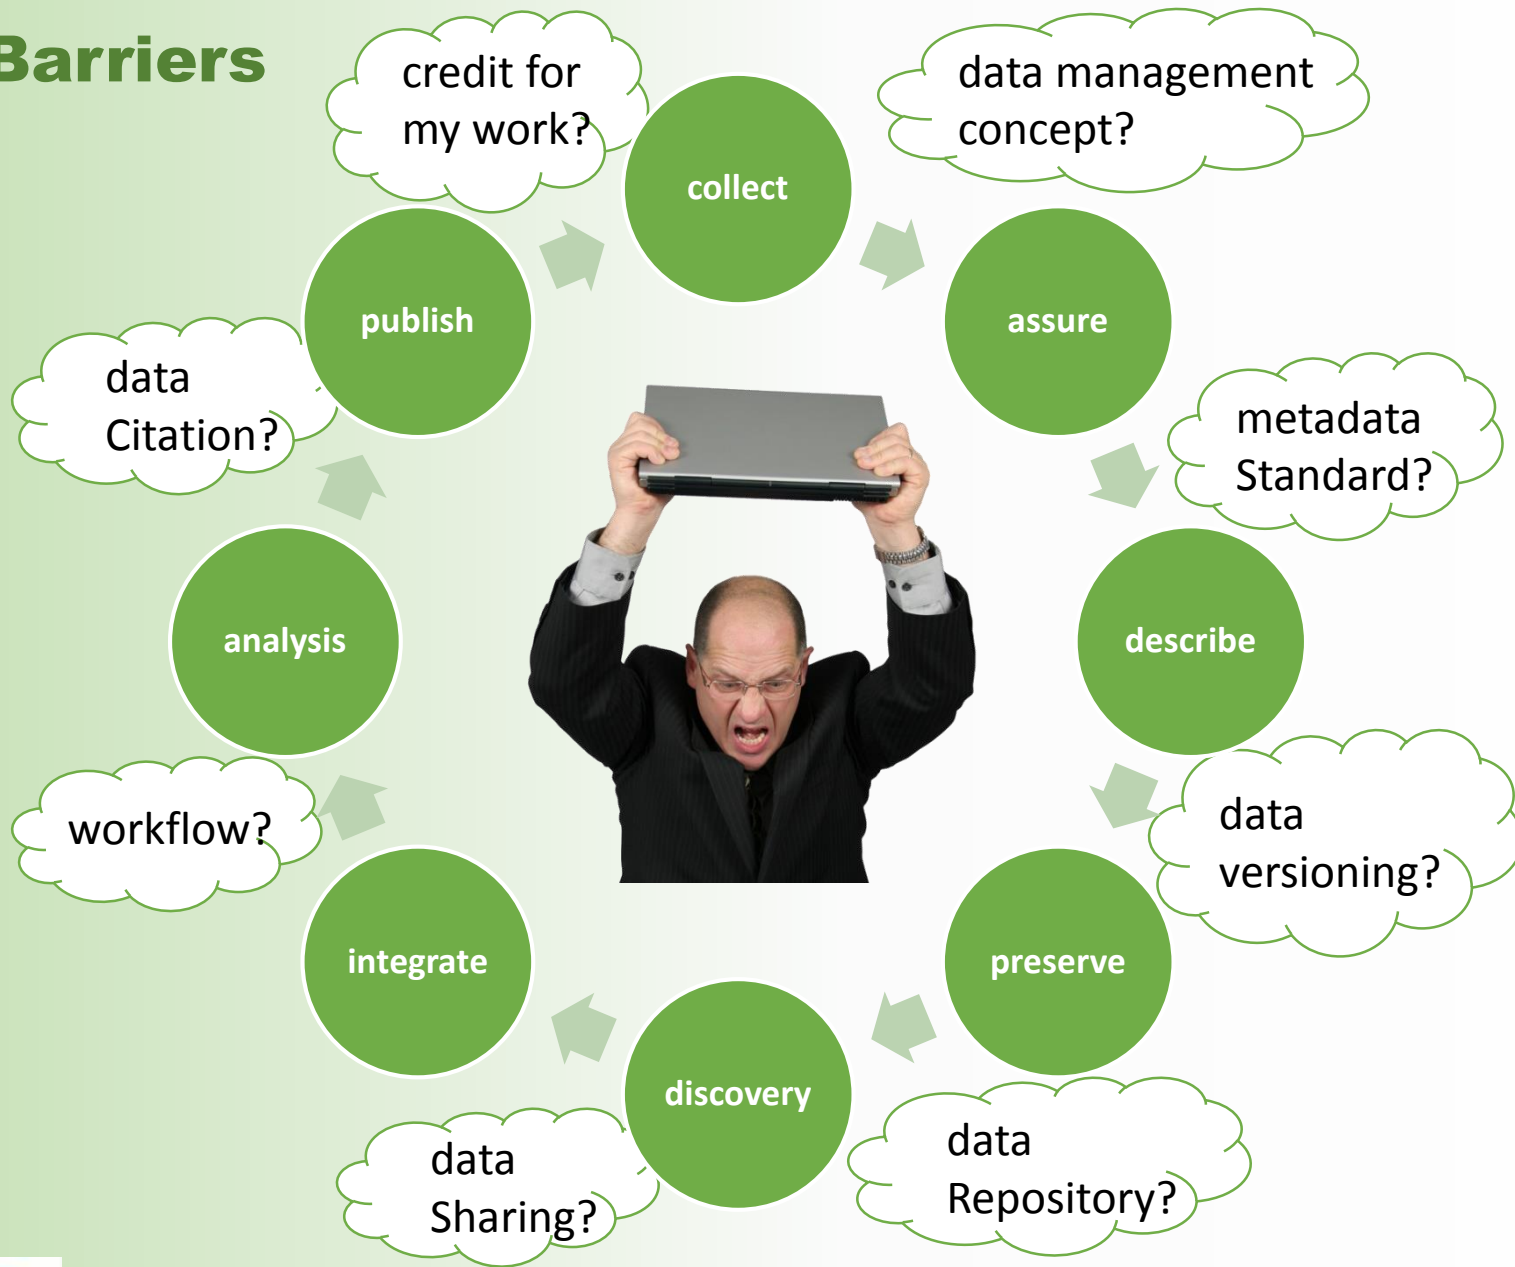 Barriers
credit for
my work?
data management
concept?
collect
publish
assure
data
Citation?
metadata
Standard?
analysis
describe
workflow?
data
versioning?
integrate
preserve
discovery
data
Sharing?
data
Repository?